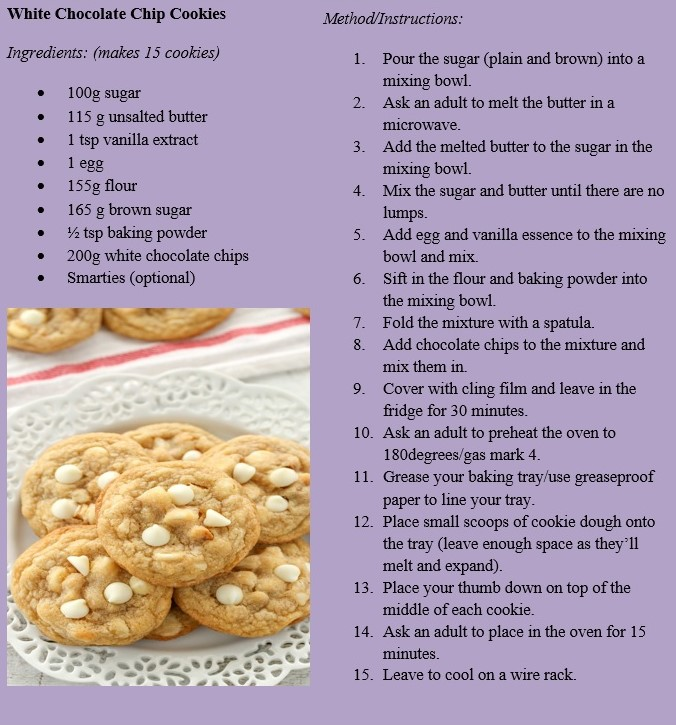 White Chocolate Chip Cookies
Ingredients: (makes 15 cookies)
• 100g sugar
• 115 g unsalted butter
• 1 tsp vanilla extract
• 1 egg
• 155g flour
• 165 g brown sugar
• ½ tsp baking powder
• 200g white chocolate chips
• Smarties (optional)
Method/Instructions:
1. Pour the sugar (plain and brown) into a
mixing bowl.
2. Ask an adult to melt the butter in a
microwave.
3. Add the melted butter to the sugar in the
mixing bowl.
4. Mix the sugar and butter until there are no
lumps.
5. Add egg and vanilla essence to the mixing
bowl and mix.
6. Sift in the flour and baking powder into
the mixing bowl.
7. Fold the mixture with a spatula.
8. Add chocolate chips to the mixture and
mix them in.
9. Cover with cling film and leave in the
fridge for 30 minutes.
10. Ask an adult to preheat the oven to
180degrees/gas mark 4.
11. Grease your baking tray/use greaseproof
paper to line your tray.
12. Place small scoops of cookie dough onto
the tray (leave enough space as they’ll
melt and expand).
13. Place your thumb down on top of the
middle of each cookie.
14. Ask an adult to place in the oven for 15
minutes.
15. Leave to cool on a wire rack.